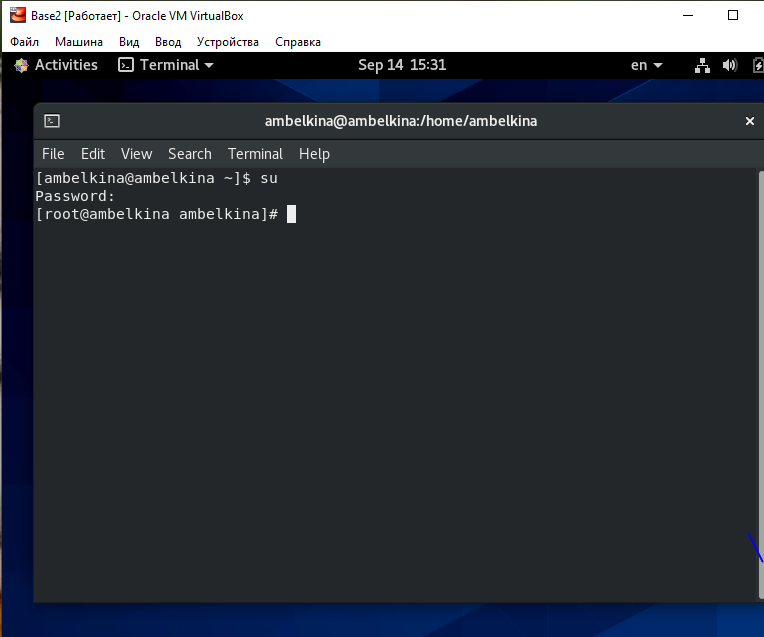 Base2 [Работает] - Oracle VM VirtualBox
Файл Машина Вид Ввод Устройства Справка
Activities Terminal Sep 14 15:31 en
ambelkina@ambelkina:/home/ambelkina
File Edit View Search Terminal Help
[ambelkina@ambelkina ~]$ su
Password:
[root@ambelkina ambelkina]#